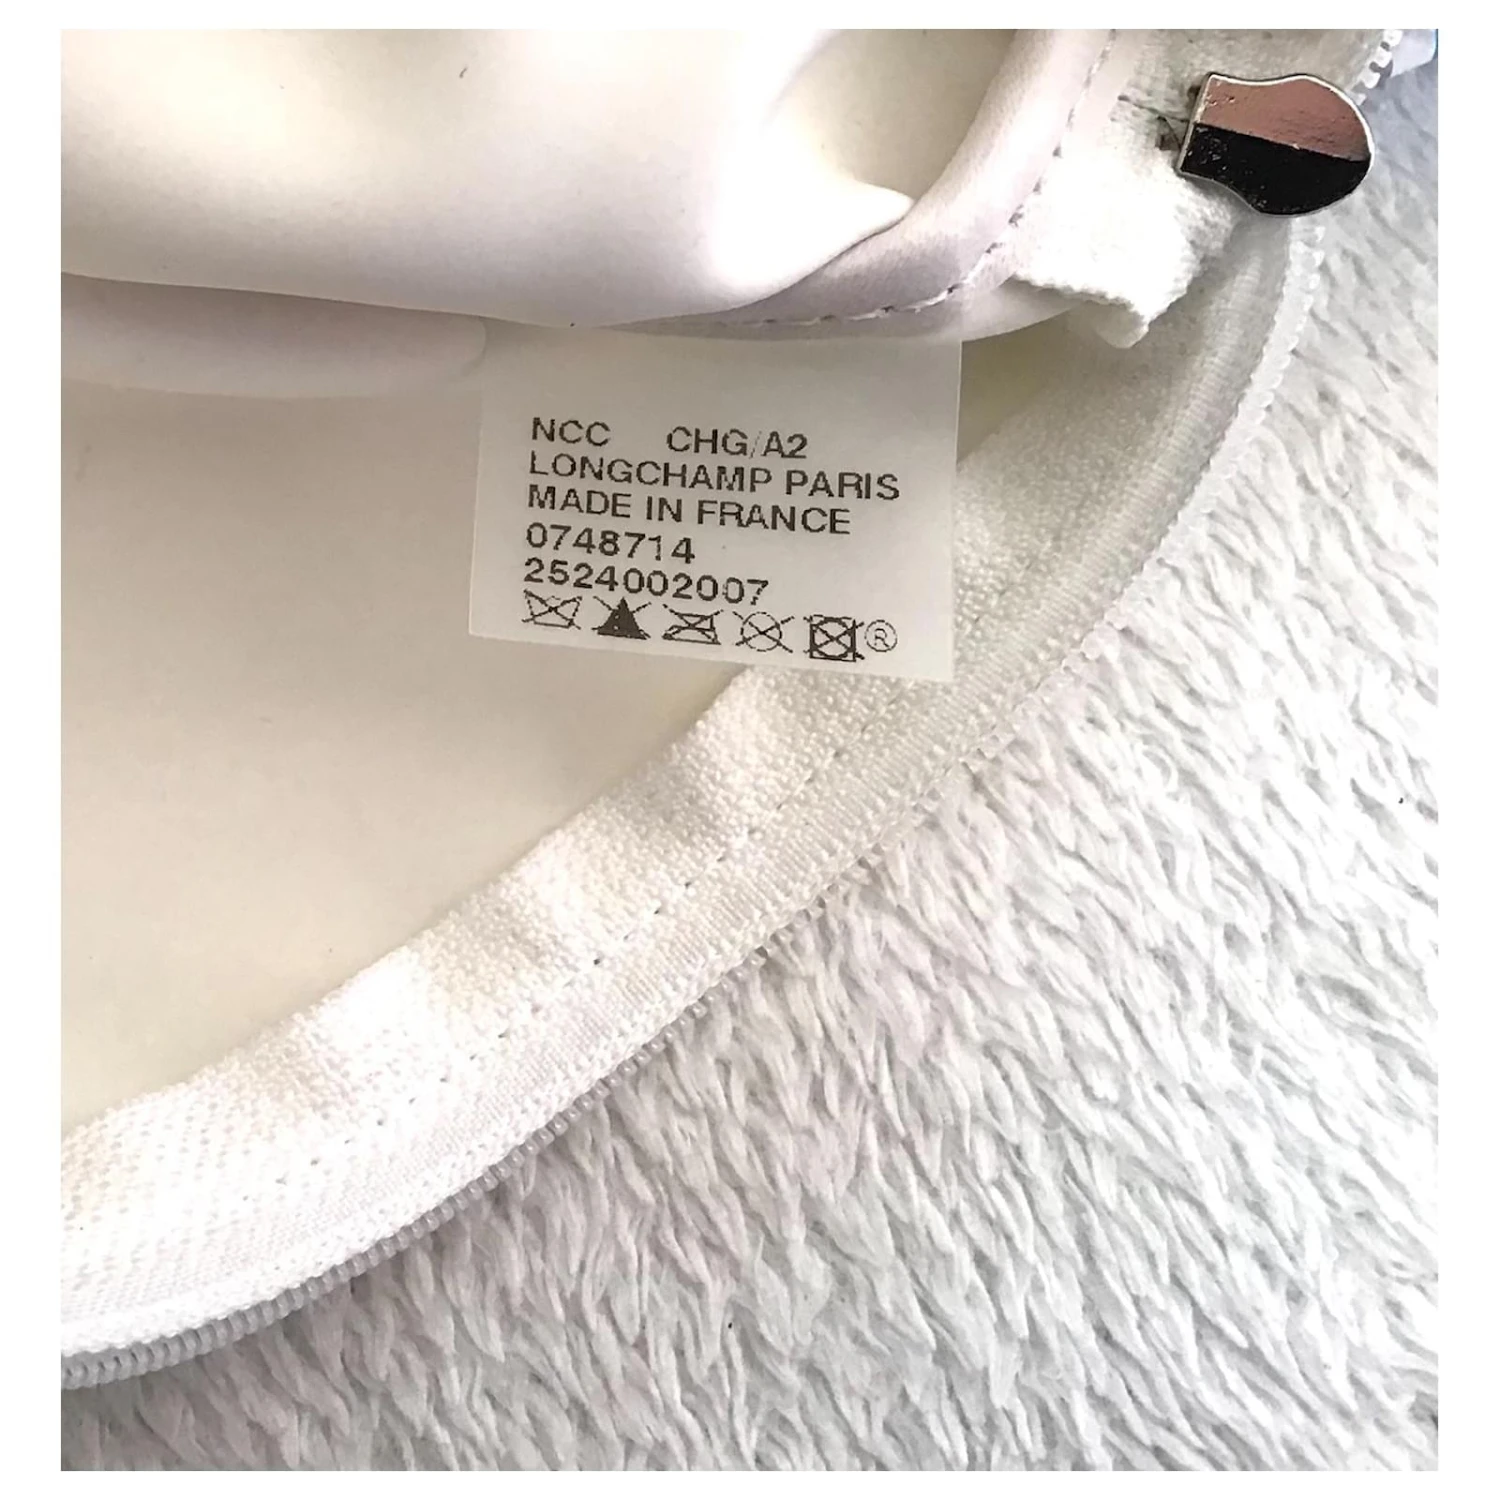 NCC CHG/A2
LONGCHAMP PARIS
MADE IN FRANCE
0748714
2524002007
®